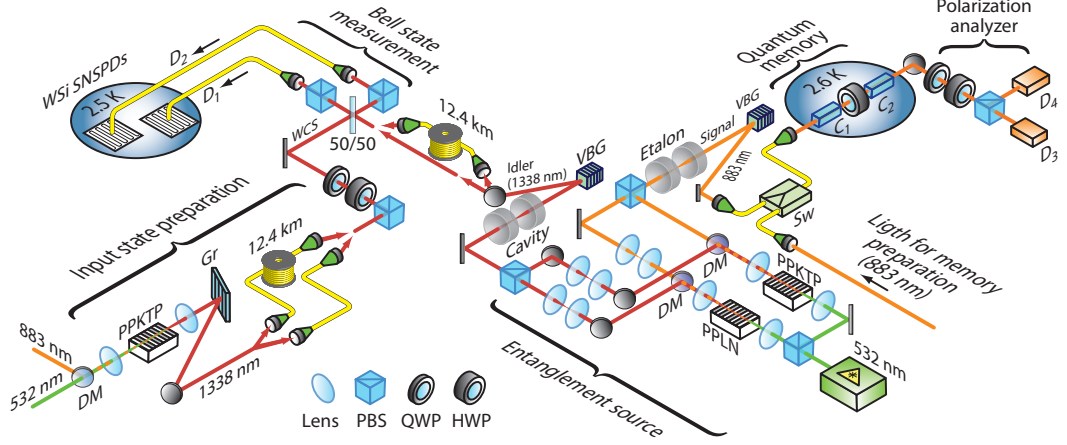 Bell state
measurement
WSi SNSPDs
2.5 K
D2
D1
WCS
50/50
12.4 km
Idler
(1338 nm)
VBG
Cavity
Etalon
Signal
VBG
883 nm
Quantum
memory
2.6 K
C1
C2
Polarization
analyzer
D4
D3
Sw
Ligth for memory
preparation
(883 nm)
Input state preparation
12.4 km
Gr
PPKTP
883 nm
532 nm
DM
1338 nm
DM
DM
PPKTP
PPLN
532 nm
Entanglement source
Lens
PBS
QWP
HWP